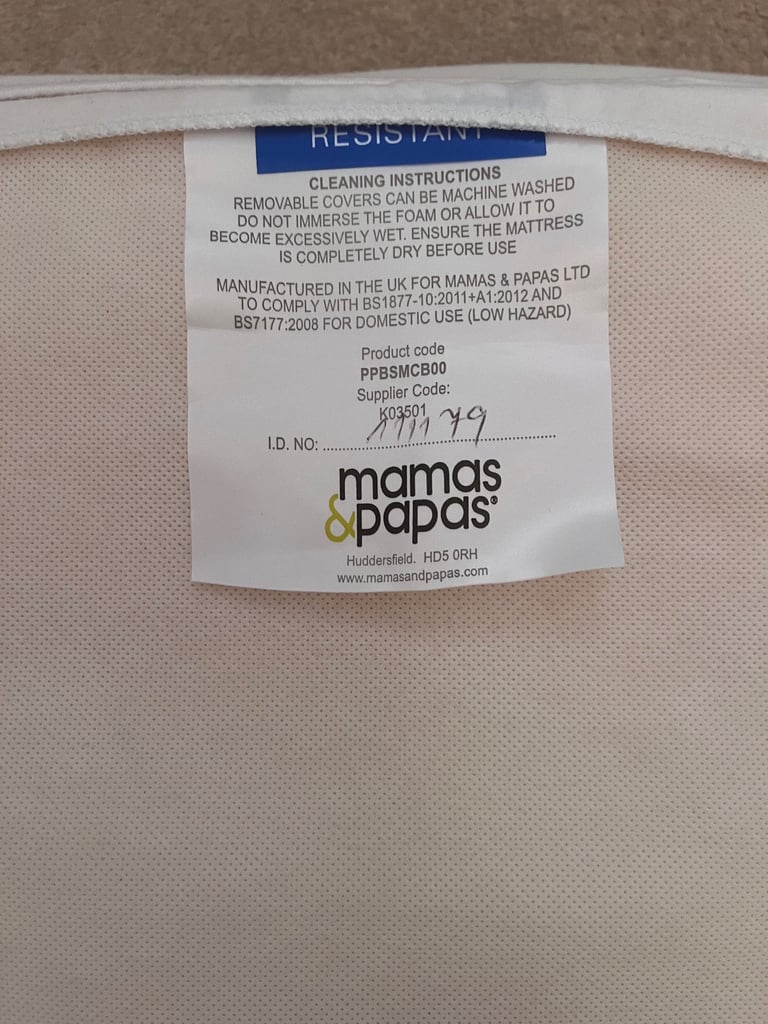 RESISTANT
CLEANING INSTRUCTIONS
REMOVABLE COVERS CAN BE MACHINE WASHED
DO NOT IMMERSE THE FOAM OR ALLOW IT TO
BECOME EXCESSIVELY WET. ENSURE THE MATTRESS
IS COMPLETELY DRY BEFORE USE
MANUFACTURED IN THE UK FOR MAMAS & PAPAS LTD
TO COMPLY WITH BS1877-10:2011+A1:2012 AND
BS7177:2008 FOR DOMESTIC USE (LOW HAZARD)
Product code
PPBSMCB00
Supplier Code:
K03501
I.D. NO: 111179
mamas
&papas®
Huddersfield. HD5 0RH
www.mamasandpapas.com